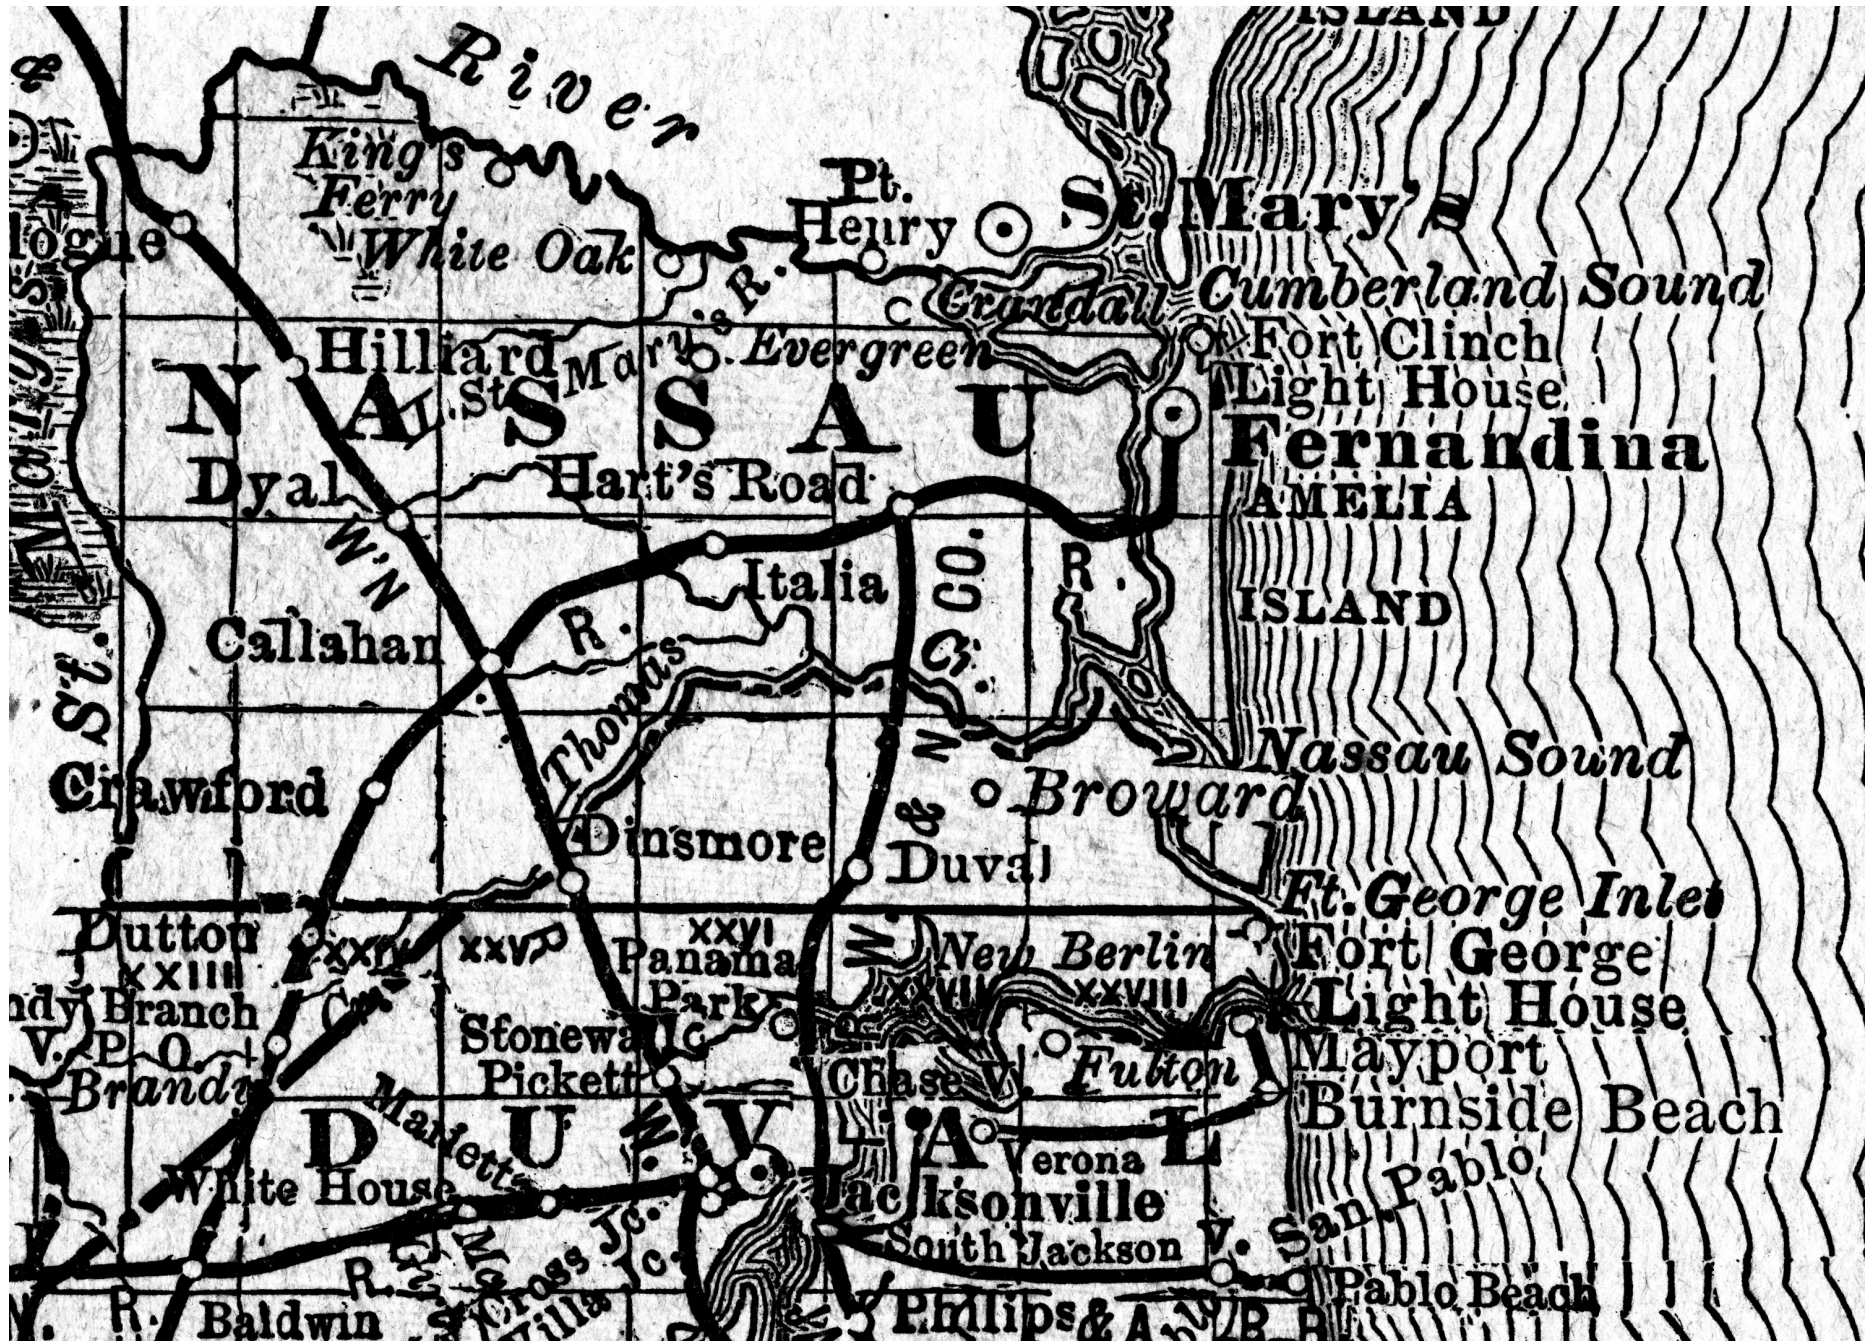 ISLAND
River
&
King's
Ferry
Pt.
Henry
St. Mary's
White Oak
Cumberland Sound
Crandall
St. Mary's R.
Hilliard
Evergreen
Fort Clinch
Light House
L. St. Mary's R.
NASSAU
Fernandina
Dyal
Hart's Road
AMELIA
W'N
CO.
R.
Italia
ISLAND
Callahan
R.
Thomas
Cr.
St.
Nassau Sound
Crawford
N
Broward
&
Dinsmore
Duval
Ft. George Inlet
Dutton
XXIII
XXIV
XXV
R
XXVI
Panama
Park
W.
New Berlin
XXVII
XXVIII
Fort George
Branch
P. O.
V.
Light House
Stonewall
Pickett
Mayport
Chase V.
Fulton
Brandy
Burnside Beach
DUVAL
Marietta
W.
Verona
White House
Jacksonville
San Pablo
South Jackson V.
Cross Jc.
Villa Jc.
R.
Pablo Beach
R.
Baldwin
Phillips
& A
R. R.